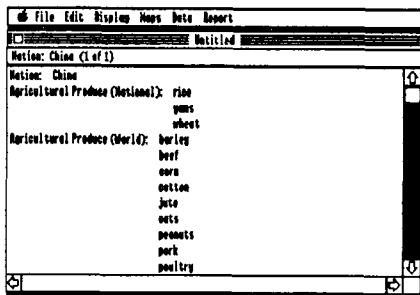 File Edit Display Maps Data Report
Untitled
Nation: China (1 of 1)
Nation: China
Agricultural Produce (National): rice
yams
wheat
Agricultural Produce (World): barley
beef
corn
cotton
jute
oats
peanuts
pork
poultry